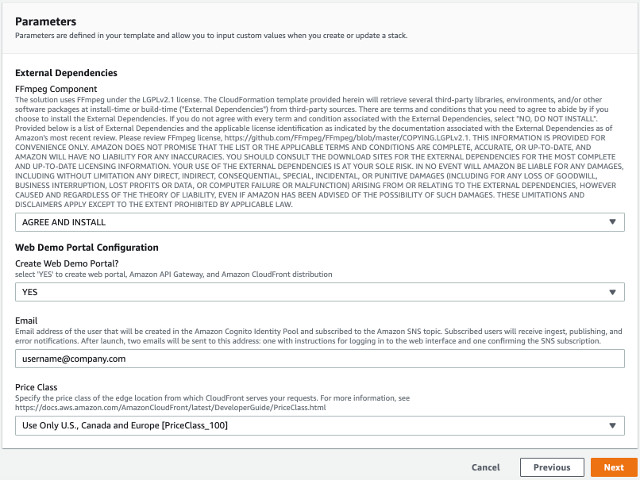 Parameters
Parameters are defined in your template and allow you to input custom values when you create or update a stack.
External Dependencies
FFmpeg Component
The solution uses FFmpeg under the LGPLv2.1 license. The CloudFormation template provided herein will retrieve several third-party libraries, environments, and/or other
software packages at install-time or build-time ("External Dependencies") from third-party sources. There are terms and conditions that you need to agree to abide by if you
choose to install the External Dependencies. If you do not agree with every term and condition associated with the External Dependencies, select "NO, DO NOT INSTALL".
Provided below is a list of External Dependencies and the applicable license identification as indicated by the documentation associated with the External Dependencies as of
Amazon's most recent review. Please review FFmpeg license, https://github.com/FFmpeg/FFmpeg/blob/master/COPYING.LGPLv2.1. THIS INFORMATION IS PROVIDED FOR
CONVENIENCE ONLY. AMAZON DOES NOT PROMISE THAT THE LIST OR THE APPLICABLE TERMS AND CONDITIONS ARE COMPLETE, ACCURATE, OR UP-TO-DATE, AND
AMAZON WILL HAVE NO LIABILITY FOR ANY INACCURACIES. YOU SHOULD CONSULT THE DOWNLOAD SITES FOR THE EXTERNAL DEPENDENCIES FOR THE MOST COMPLETE
AND UP-TO-DATE LICENSING INFORMATION. YOUR USE OF THE EXTERNAL DEPENDENCIES IS AT YOUR SOLE RISK. IN NO EVENT WILL AMAZON BE LIABLE FOR ANY DAMAGES,
INCLUDING WITHOUT LIMITATION ANY DIRECT, INDIRECT, CONSEQUENTIAL, SPECIAL, INCIDENTAL, OR PUNITIVE DAMAGES (INCLUDING FOR ANY LOSS OF GOODWILL,
BUSINESS INTERRUPTION, LOST PROFITS OR DATA, OR COMPUTER FAILURE OR MALFUNCTION) ARISING FROM OR RELATING TO THE EXTERNAL DEPENDENCIES, HOWEVER
CAUSED AND REGARDLESS OF THE THEORY OF LIABILITY, EVEN IF AMAZON HAS BEEN ADVISED OF THE POSSIBILITY OF SUCH DAMAGES. THESE LIMITATIONS AND
DISCLAIMERS APPLY EXCEPT TO THE EXTENT PROHIBITED BY APPLICABLE LAW.
AGREE AND INSTALL
Web Demo Portal Configuration
Create Web Demo Portal?
select 'YES' to create web portal, Amazon API Gateway, and Amazon CloudFront distribution
YES
Email
Email address of the user that will be created in the Amazon Cognito Identity Pool and subscribed to the Amazon SNS topic. Subscribed users will receive ingest, publishing, and
error notifications. After launch, two emails will be sent to this address: one with instructions for logging in to the web interface and one confirming the SNS subscription.
username@company.com
Price Class
Specify the price class of the edge location from which CloudFront serves your requests. For more information, see
https://docs.aws.amazon.com/AmazonCloudFront/latest/DeveloperGuide/PriceClass.html
Use Only U.S., Canada and Europe [PriceClass_100]
Cancel
Previous
Next